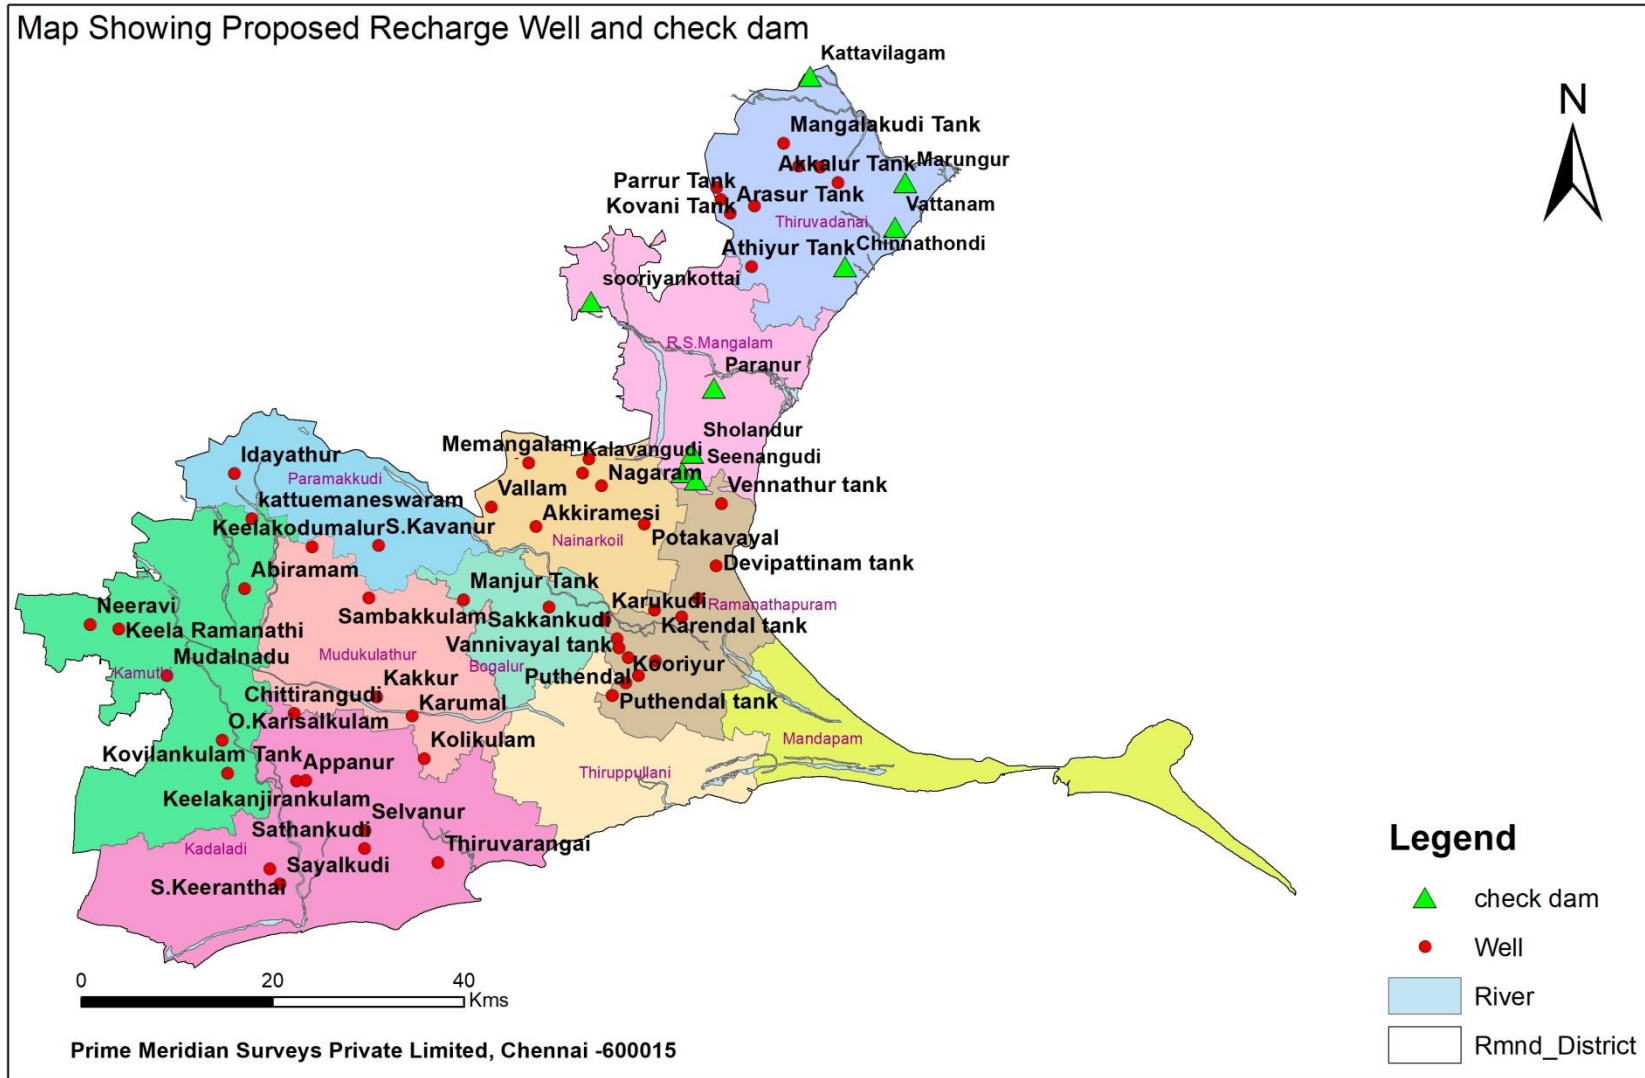 Map Showing Proposed Recharge Well and check dam
Kattavilagam
N
Mangalakudi Tank
Akkalur Tank
Marungur
Parrur Tank
Arasur Tank
Vattanam
Kovani Tank
Thiruvadanai
Athiyur Tank
Chinnathondi
sooriyankottai
R.S.Mangalam
Paranur
Sholandur
Memangalam
Kalavangudi
Seenangudi
Idayathur
Paramakkudi
Nagaram
Vennathur tank
Vallam
kattuemaneswaram
Akkiramesi
Keelakodumalur
S.Kavanur
Nainarkoil
Potakavayal
Abiramam
Devipattinam tank
Manjur Tank
Neeravi
Karukudi
Ramanathapuram
Sambakkulam
Sakkankudi
Karendal tank
Keela Ramanathi
Vannivayal tank
Mudalnadu
Mudukulathur
Bogalur
Kooriyur
Kamuthi
Kakkur
Puthendal
Chittirangudi
Karumal
Puthendal tank
O.Karisalkulam
Kolikulam
Mandapam
Kovilankulam Tank
Appanur
Thiruppullani
Keelakanjirankulam
Selvanur
Sathankudi
Thiruvarangai
Kadaladi
Sayalkudi
S.Keeranthai
Legend
check dam
Well
River
Rmnd_District
0 20 40
Kms
Prime Meridian Surveys Private Limited, Chennai -600015